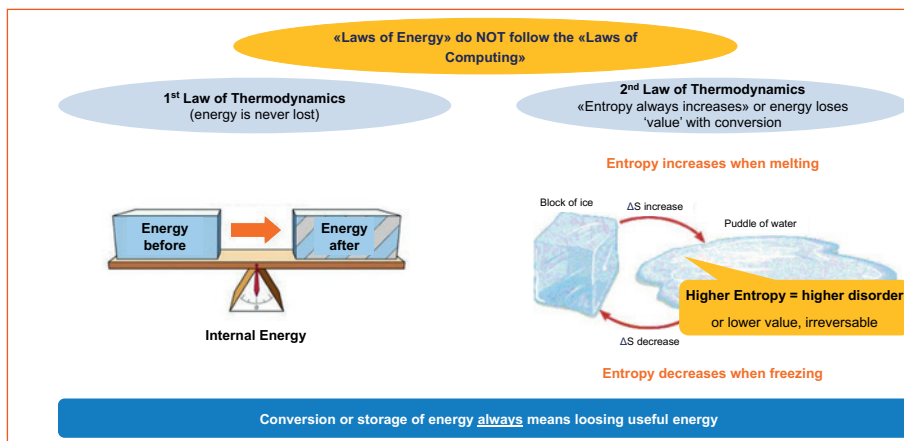 «Laws of Energy» do NOT follow the «Laws of
Computing»
1st Law of Thermodynamics
(energy is never lost)
2nd Law of Thermodynamics
«Entropy always increases» or energy loses
‘value’ with conversion
Entropy increases when melting
Energy
before
Energy
after
Internal Energy
Block of ice
ΔS increase
Puddle of water
Higher Entropy = higher disorder
or lower value, irreversable
ΔS decrease
Entropy decreases when freezing
Conversion or storage of energy always means loosing useful energy